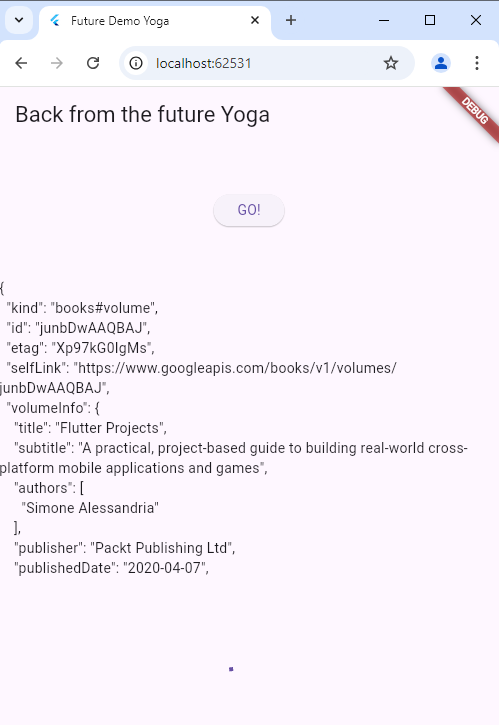 Future Demo Yoga
localhost:62531
DEBUG
Back from the future Yoga
GO!
{
"kind": "books#volume",
"id": "junbDwAAQBAJ",
"etag": "Xp97kG0IgMs",
"selfLink": "https://www.googleapis.com/books/v1/volumes/
junbDwAAQBAJ",
"volumeInfo": {
"title": "Flutter Projects",
"subtitle": "A practical, project-based guide to building real-world cross-
platform mobile applications and games",
"authors": [
"Simone Alessandria"
],
"publisher": "Packt Publishing Ltd",
"publishedDate": "2020-04-07",